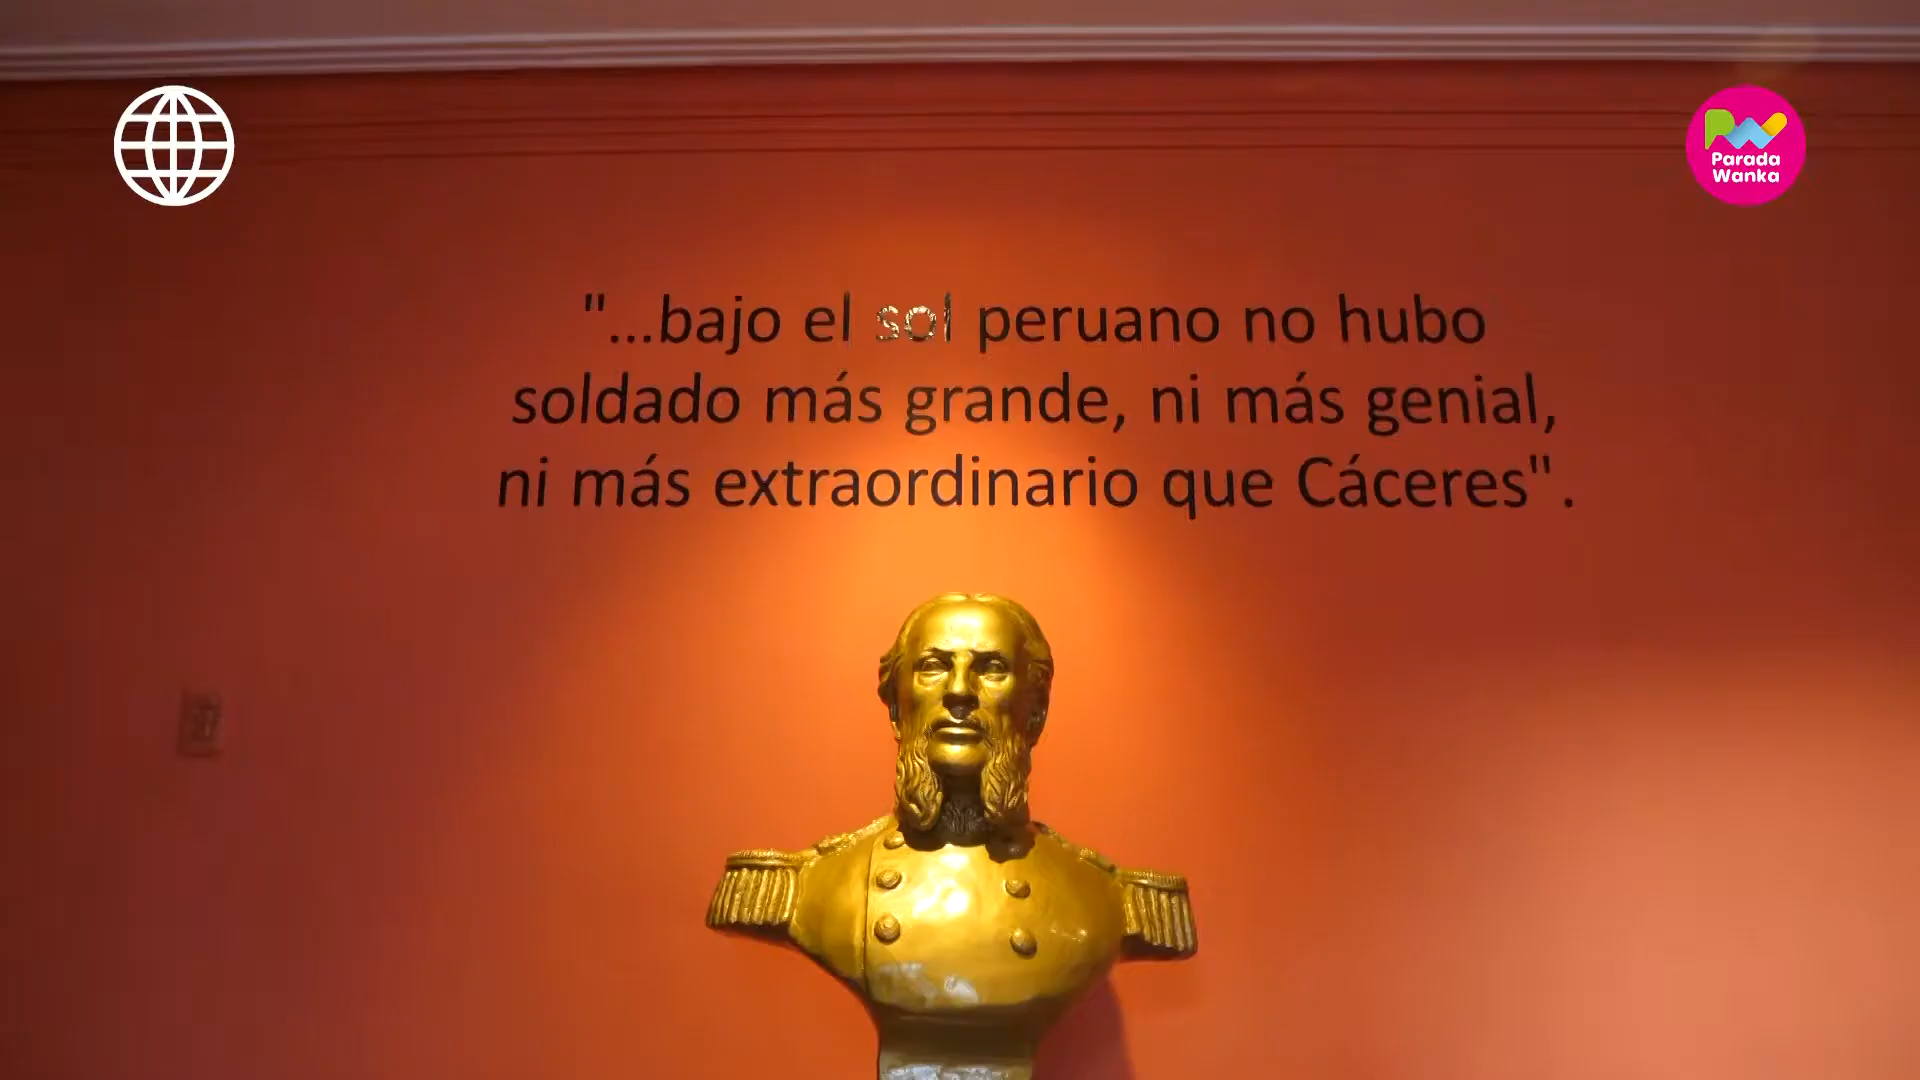 Parada
Wanka
"...bajo el sol peruano no hubo
soldado más grande, ni más genial,
ni más extraordinario que Cáceres".